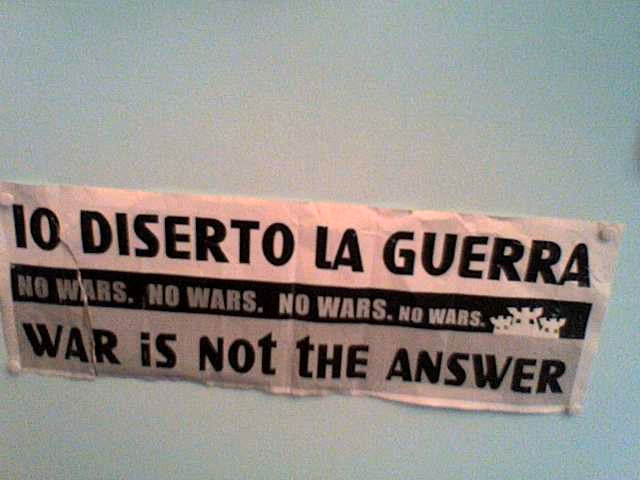 IO DISERTO LA GUERRA
NO WARS. NO WARS. NO WARS. NO WARS.
WAR iS NOt tHE ANSWER